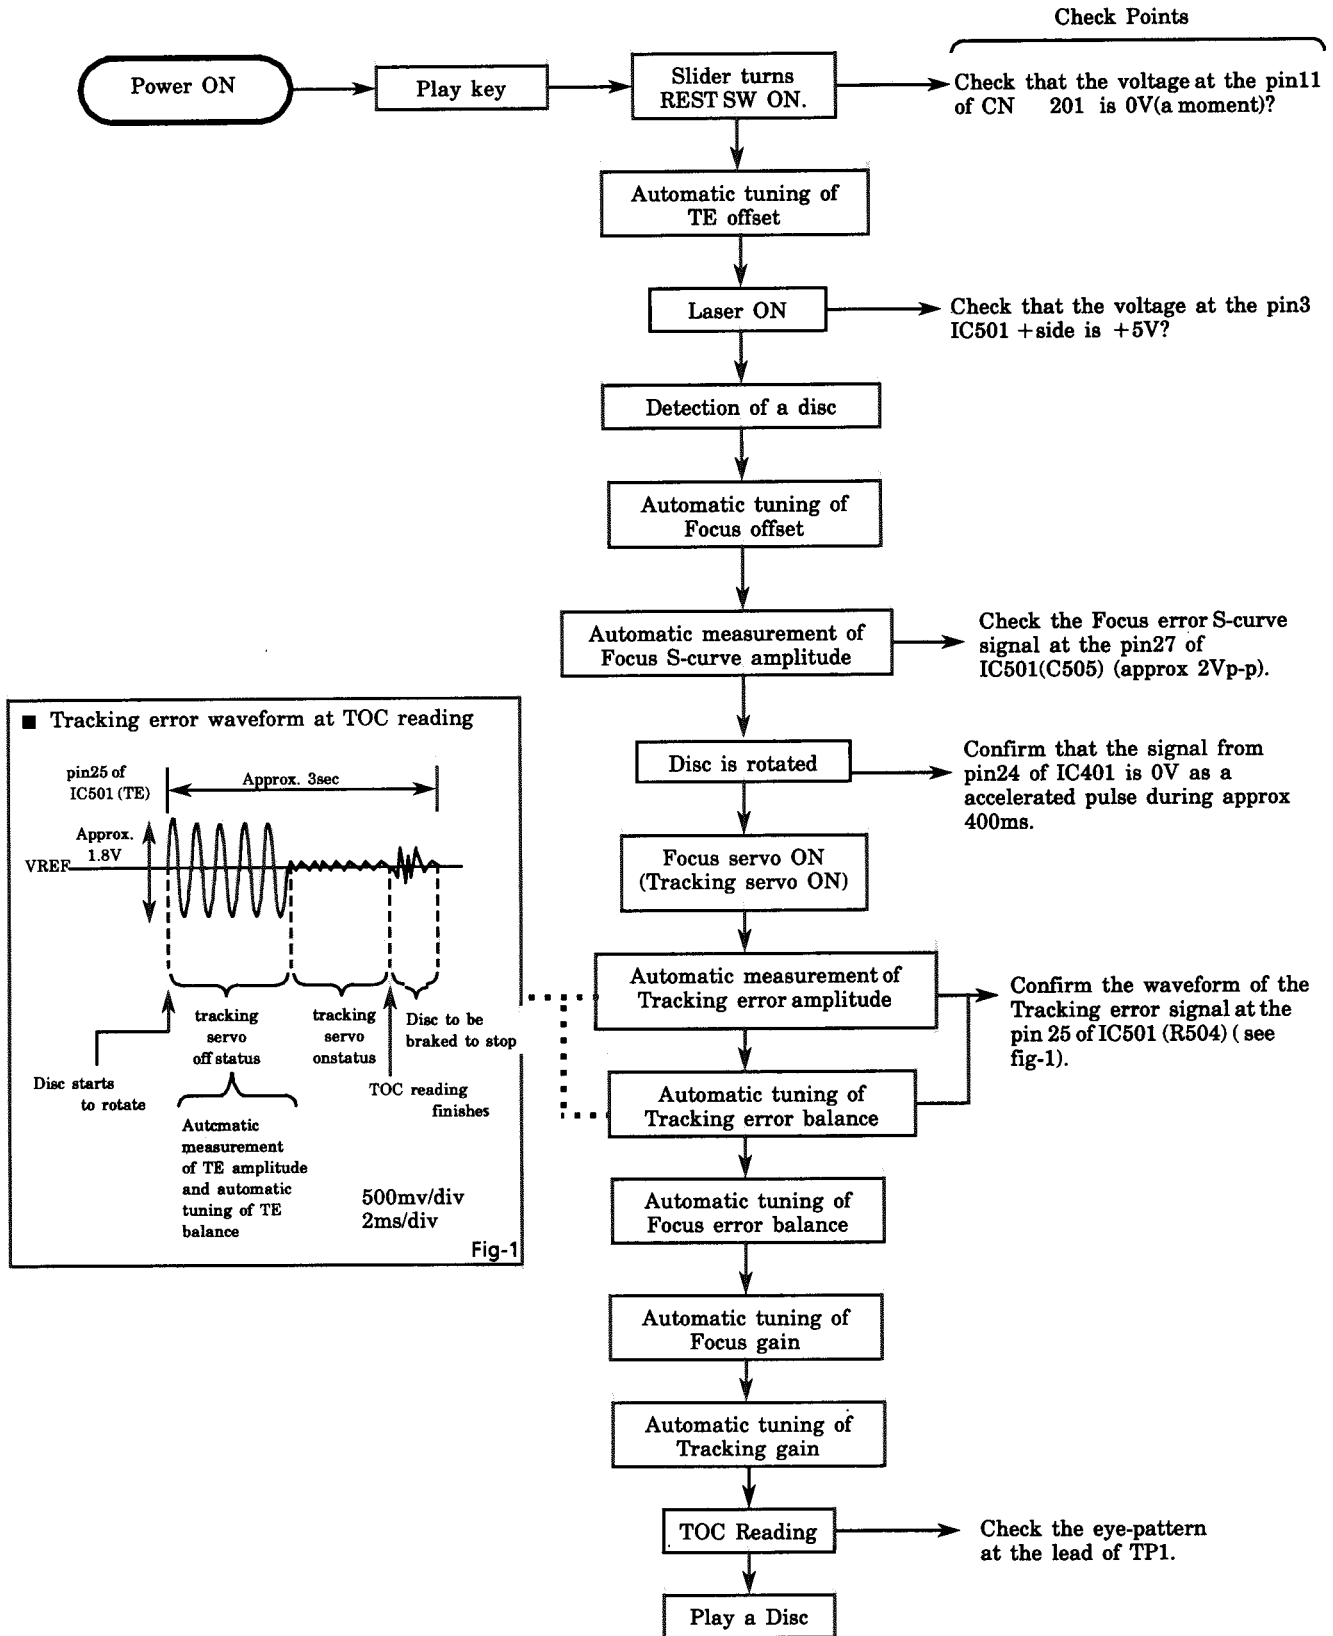 Check Points
Power ON
Play key
Slider turns
REST SW ON.
Check that the voltage at the pin11
of CN 201 is 0V(a moment)?
Automatic tuning of
TE offset
Laser ON
Check that the voltage at the pin3
IC501 +side is +5V?
Detection of a disc
Automatic tuning of
Focus offset
Automatic measurement of
Focus S-curve amplitude
Check the Focus error S-curve
signal at the pin27 of
IC501(C505) (approx 2Vp-p).
Disc is rotated
Confirm that the signal from
pin24 of IC401 is 0V as a
accelerated pulse during approx
400ms.
Focus servo ON
(Tracking servo ON)
Automatic measurement of
Tracking error amplitude
Confirm the waveform of the
Tracking error signal at the
pin 25 of IC501 (R504) ( see
fig-1).
Automatic tuning of
Tracking error balance
Automatic tuning of
Focus error balance
Automatic tuning of
Focus gain
Automatic tuning of
Tracking gain
TOC Reading
Check the eye-pattern
at the lead of TP1.
Play a Disc
■ Tracking error waveform at TOC reading
pin25 of
IC501 (TE)
Approx. 3sec
Approx.
1.8V
VREF
tracking
servo
off status
tracking
servo
onstatus
Disc to be
braked to stop
Disc starts
to rotate
TOC reading
finishes
Automatic
measurement
of TE amplitude
and automatic
tuning of TE
balance
500mv/div
2ms/div
Fig-1